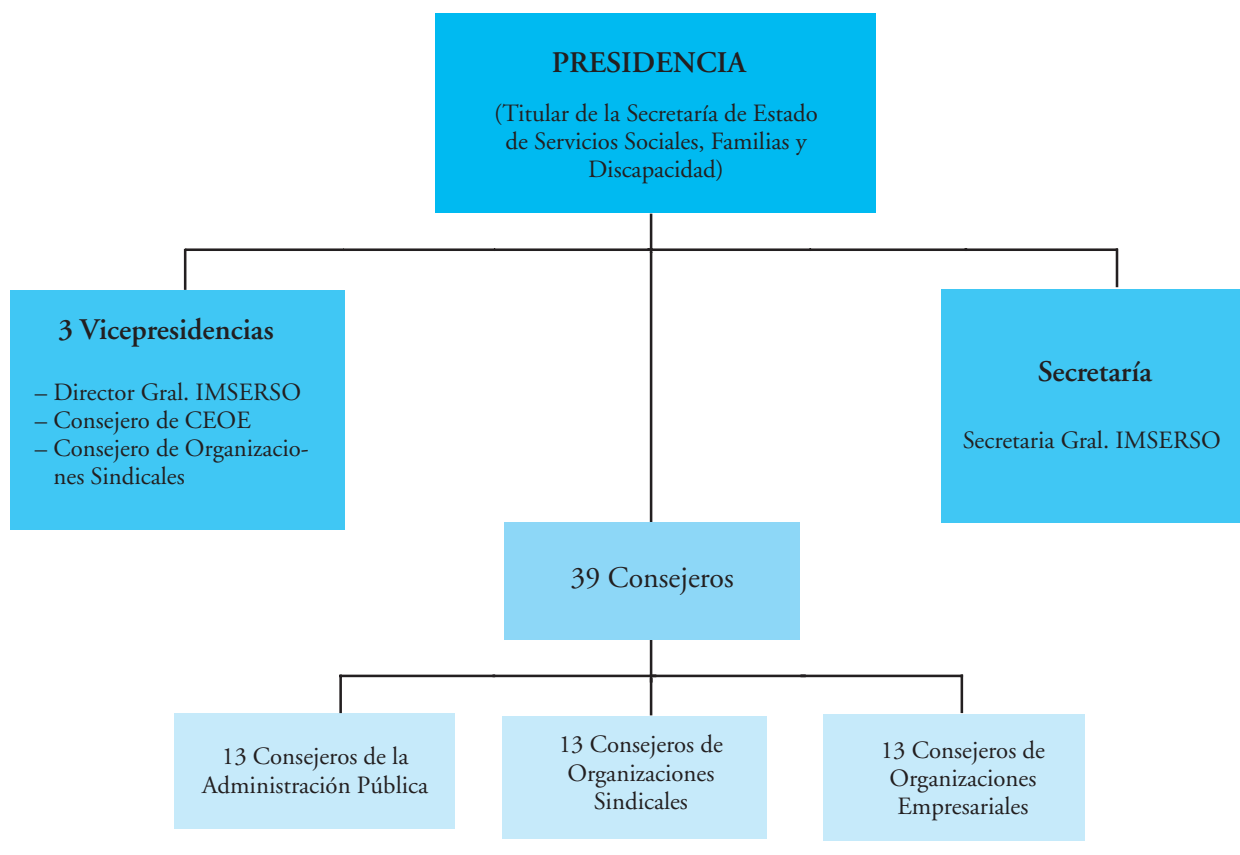 PRESIDENCIA
(Titular de la Secretaría de Estado
de Servicios Sociales, Familias y
Discapacidad)
3 Vicepresidencias
– Director Gral. IMSERSO
– Consejero de CEOE
– Consejero de Organizacio-
nes Sindicales
Secretaría
Secretaria Gral. IMSERSO
39 Consejeros
13 Consejeros de la
Administración Pública
13 Consejeros de
Organizaciones
Sindicales
13 Consejeros de
Organizaciones
Empresariales